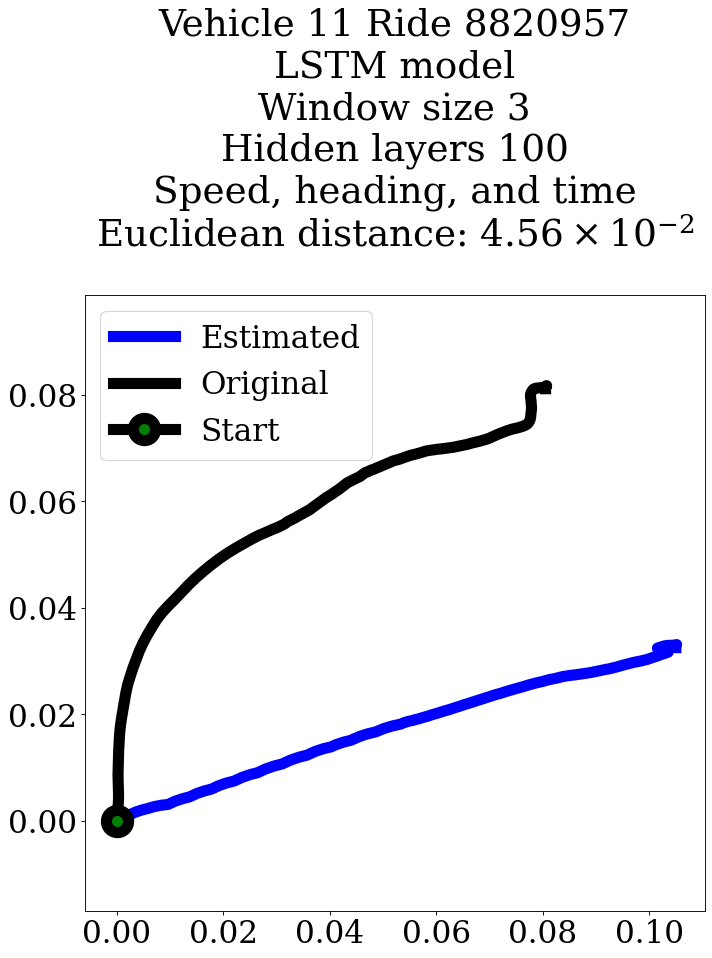 Vehicle 11 Ride 8820957
LSTM model
Window size 3
Hidden layers 100
Speed, heading, and time
Euclidean distance: 4.56 × 10⁻²
Estimated
Original
Start
0.08
0.06
0.04
0.02
0.00
0.00 0.02 0.04 0.06 0.08 0.10